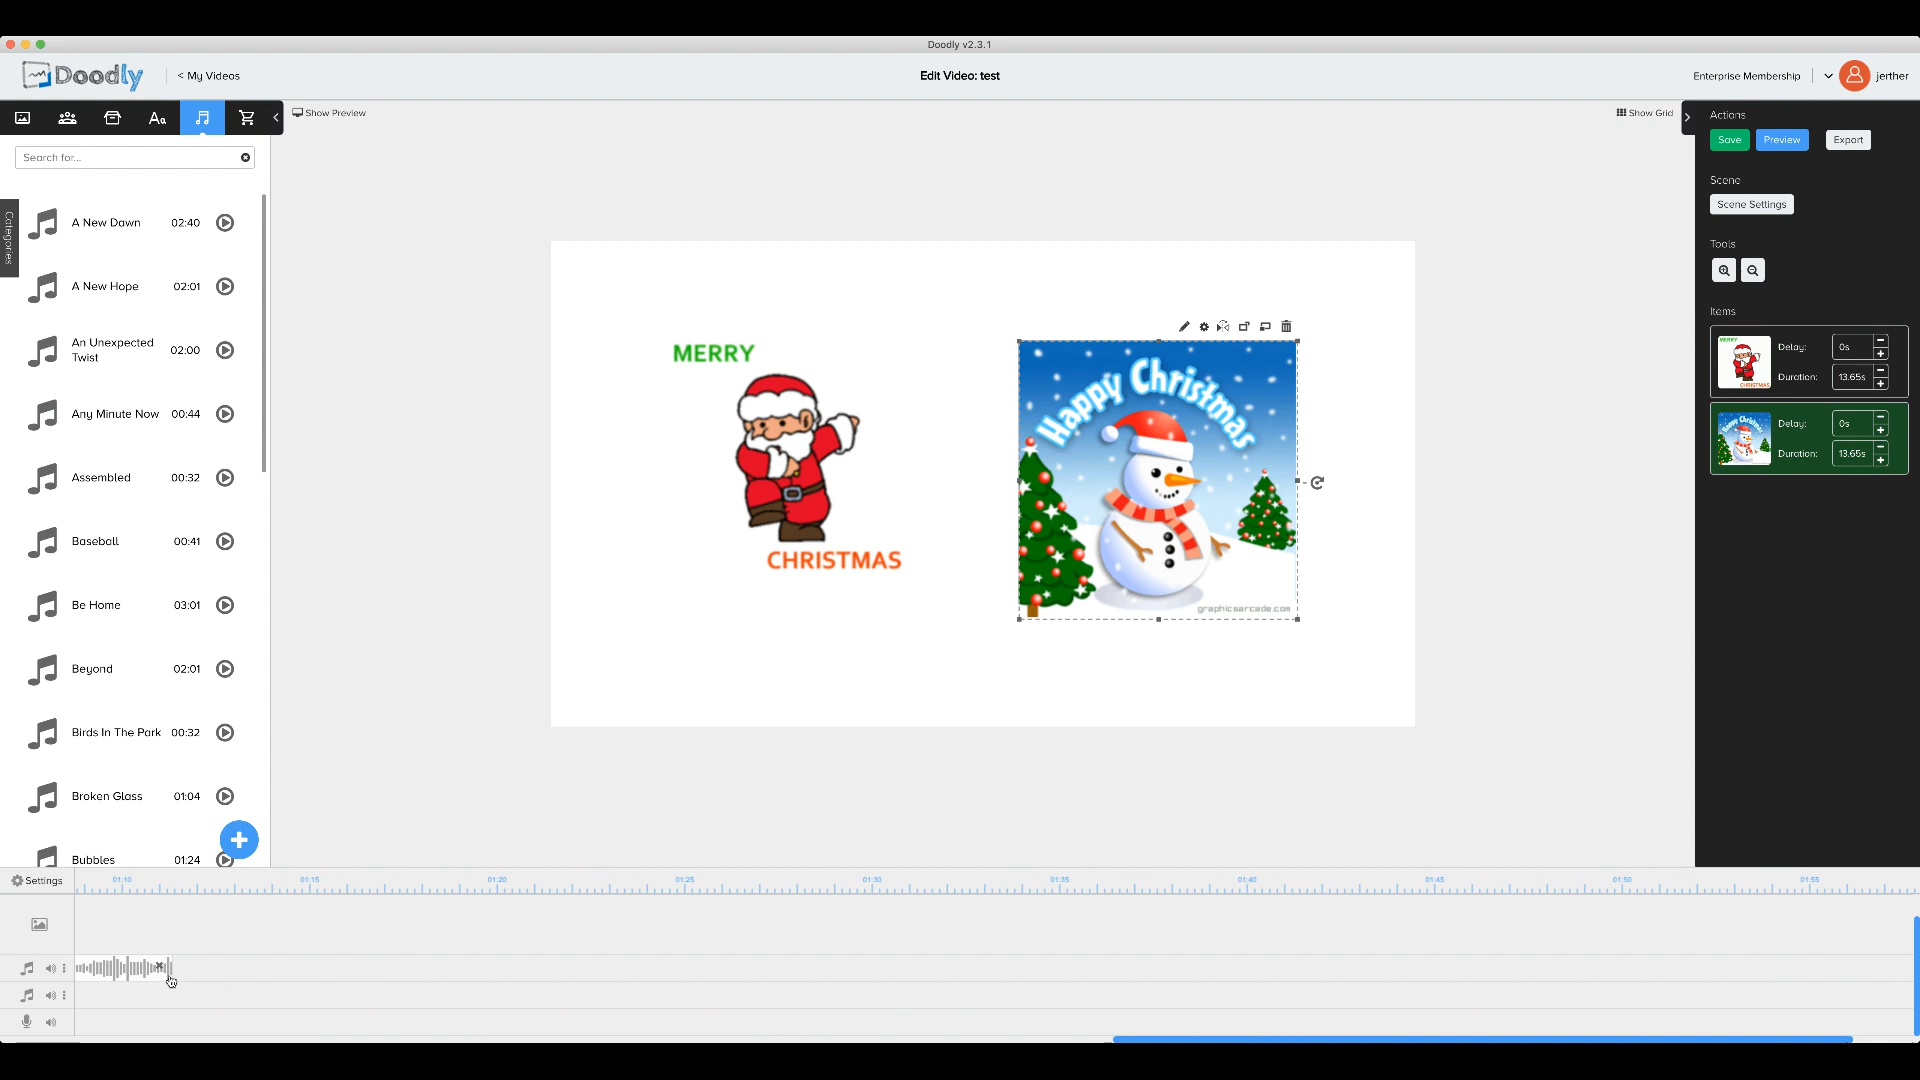 Doodly v2.3.1
Doodly
< My Videos
Edit Video: test
Enterprise Membership
jerther
Show Preview
Show Grid
Search for...
Categories
A New Dawn 02:40
A New Hope 02:01
An Unexpected
Twist 02:00
Any Minute Now 00:44
Assembled 00:32
Baseball 00:41
Be Home 03:01
Beyond 02:01
Birds In The Park 00:32
Broken Glass 01:04
Bubbles 01:24
MERRY
CHRISTMAS
Happy Christmas
graphicsarcade.com
Actions
Save Preview Export
Scene
Scene Settings
Tools
Items
MERRY
CHRISTMAS
Delay: 0s
Duration: 13.65s
Happy Christmas
Delay: 0s
Duration: 13.65s
Settings
01:10 01:15 01:20 01:25 01:30 01:35 01:40 01:45 01:50 01:55